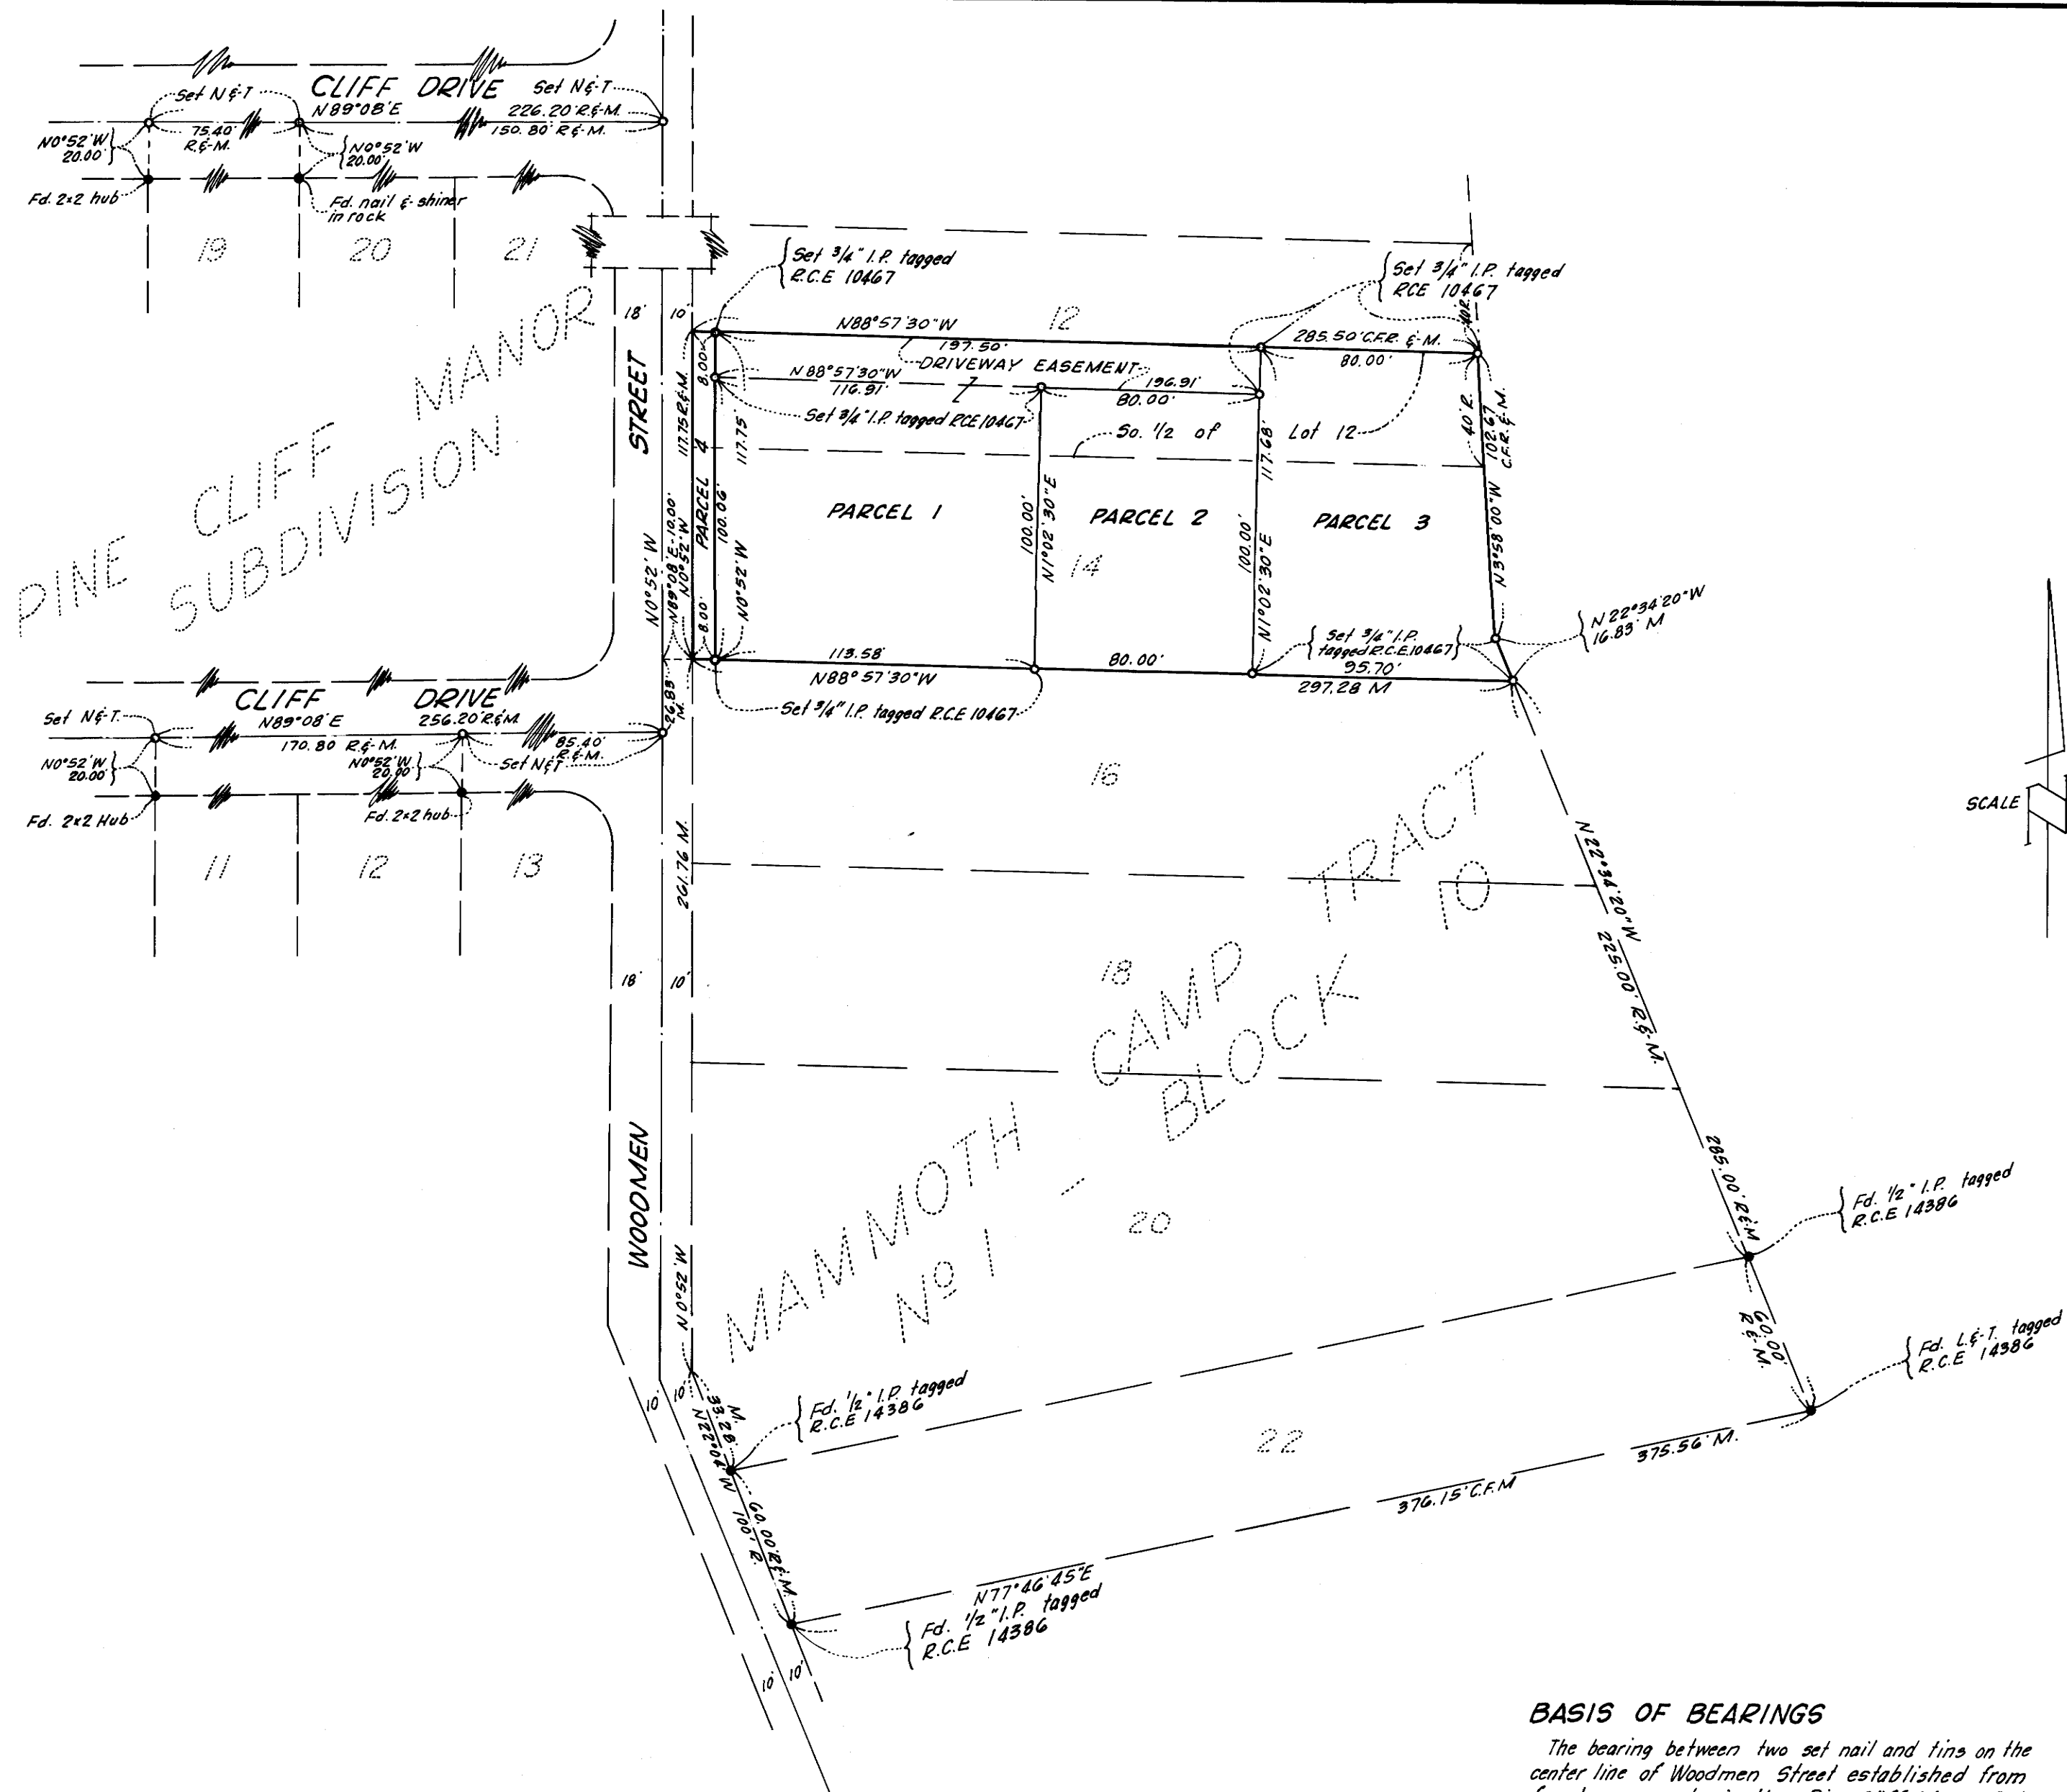 CLIFF DRIVE
Set N&T
Set N&T
N89°08'E
226.20' R.&M.
75.40'
R.&M.
150.80' R.&M.
N0°52'W
20.00'
N0°52'W
20.00'
Fd. 2x2 hub
Fd. nail & shiner
in rock
19
20
21
PINE CLIFF MANOR
SUBDIVISION
18'
10'
STREET
Set 3/4" I.P. tagged
R.C.E 10467
Set 3/4" I.P. tagged
RCE 10467
40'R.
N88°57'30"W
12
197.50'
285.50' C.F.R. & M.
80.00'
DRIVEWAY EASEMENT
N88°57'30"W
116.91'
196.91'
80.00'
8.00'
117.75 R.&M.
117.75'
Set 3/4" I.P. tagged RCE 10467
So. 1/2 of Lot 12
117.68'
40'R.
102.67
C.F.R.&M.
PARCEL 4
100.06'
PARCEL 1
PARCEL 2
PARCEL 3
100.00'
N1°02'30"E
14
100.00'
N1°02'30"E
N3°58'00"W
N0°52'W
N89°08'E-10.00'
N0°52'W
8.00'
N0°52'W
N22°34'20"W
16.83' M
Set 3/4" I.P.
tagged R.C.E.10467
113.58'
N88°57'30"W
80.00'
95.70'
297.28 M
Set 3/4" I.P. tagged R.C.E 10467
CLIFF DRIVE
Set N&T.
N89°08'E
256.20' R&M
170.80 R.&M.
85.40'
R.&M.
26.83'
M.
N0°52'W
20.00'
N0°52'W
20.00'
Set N&T
Fd. 2x2 Hub
Fd. 2x2 hub
11
12
13
16
261.76 M.
18'
10'
18
SCALE
MAMMOTH CAMP TRACT
No 1 - BLOCK 10
N22°34'20"W
225.00' R.&M.
285.00' R&M
WOODMEN
20
N0°52'W
Fd. 1/2" I.P. tagged
R.C.E 14386
60.00'
R&M.
Fd. L.&T. tagged
R.C.E 14386
10'
10'
33.28'
M.
N22°04'W
Fd. 1/2" I.P. tagged
R.C.E 14386
60.00' R&M.
100' R.
22
375.56' M.
376.15' C.F.M
N77°46'45"E
Fd. 1/2" I.P. tagged
R.C.E 14386
10'
10'
BASIS OF BEARINGS
The bearing between two set nail and tins on the
center line of Woodmen Street established from